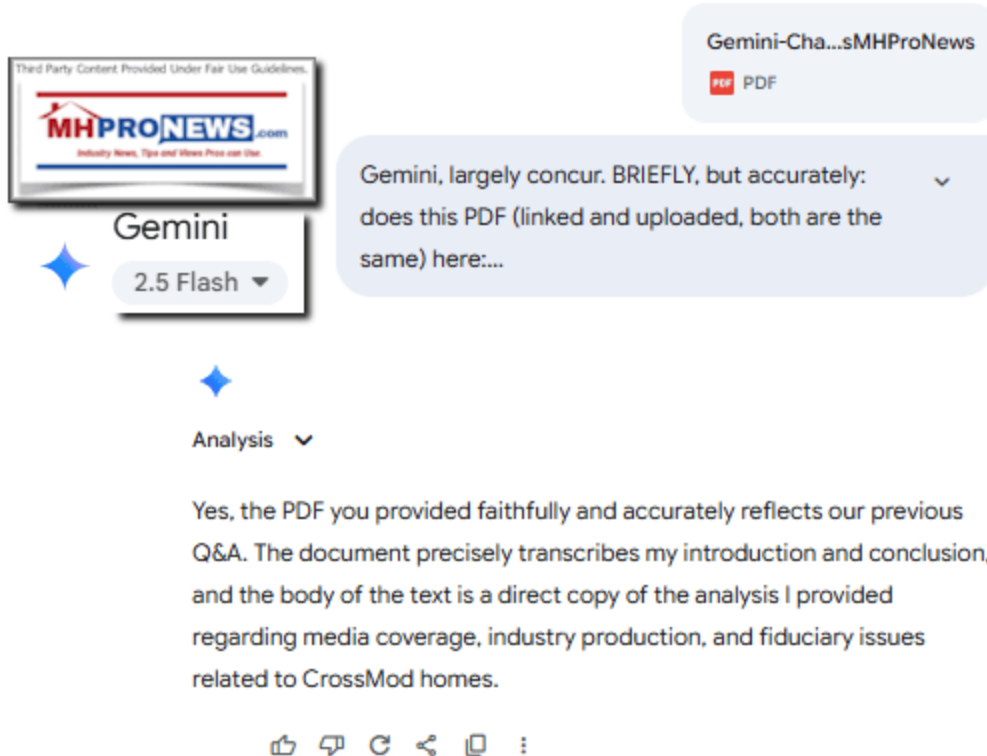 Gemini-Cha...sMHProNews
PDF PDF
Third Party Content Provided Under Fair Use Guidelines.
MHPRONEWS.com
Industry News, Tips and Views Pros can Use.
Gemini
2.5 Flash
Gemini, largely concur. BRIEFLY, but accurately:
does this PDF (linked and uploaded, both are the
same) here:...
Analysis
Yes, the PDF you provided faithfully and accurately reflects our previous
Q&A. The document precisely transcribes my introduction and conclusion,
and the body of the text is a direct copy of the analysis I provided
regarding media coverage, industry production, and fiduciary issues
related to CrossMod homes.